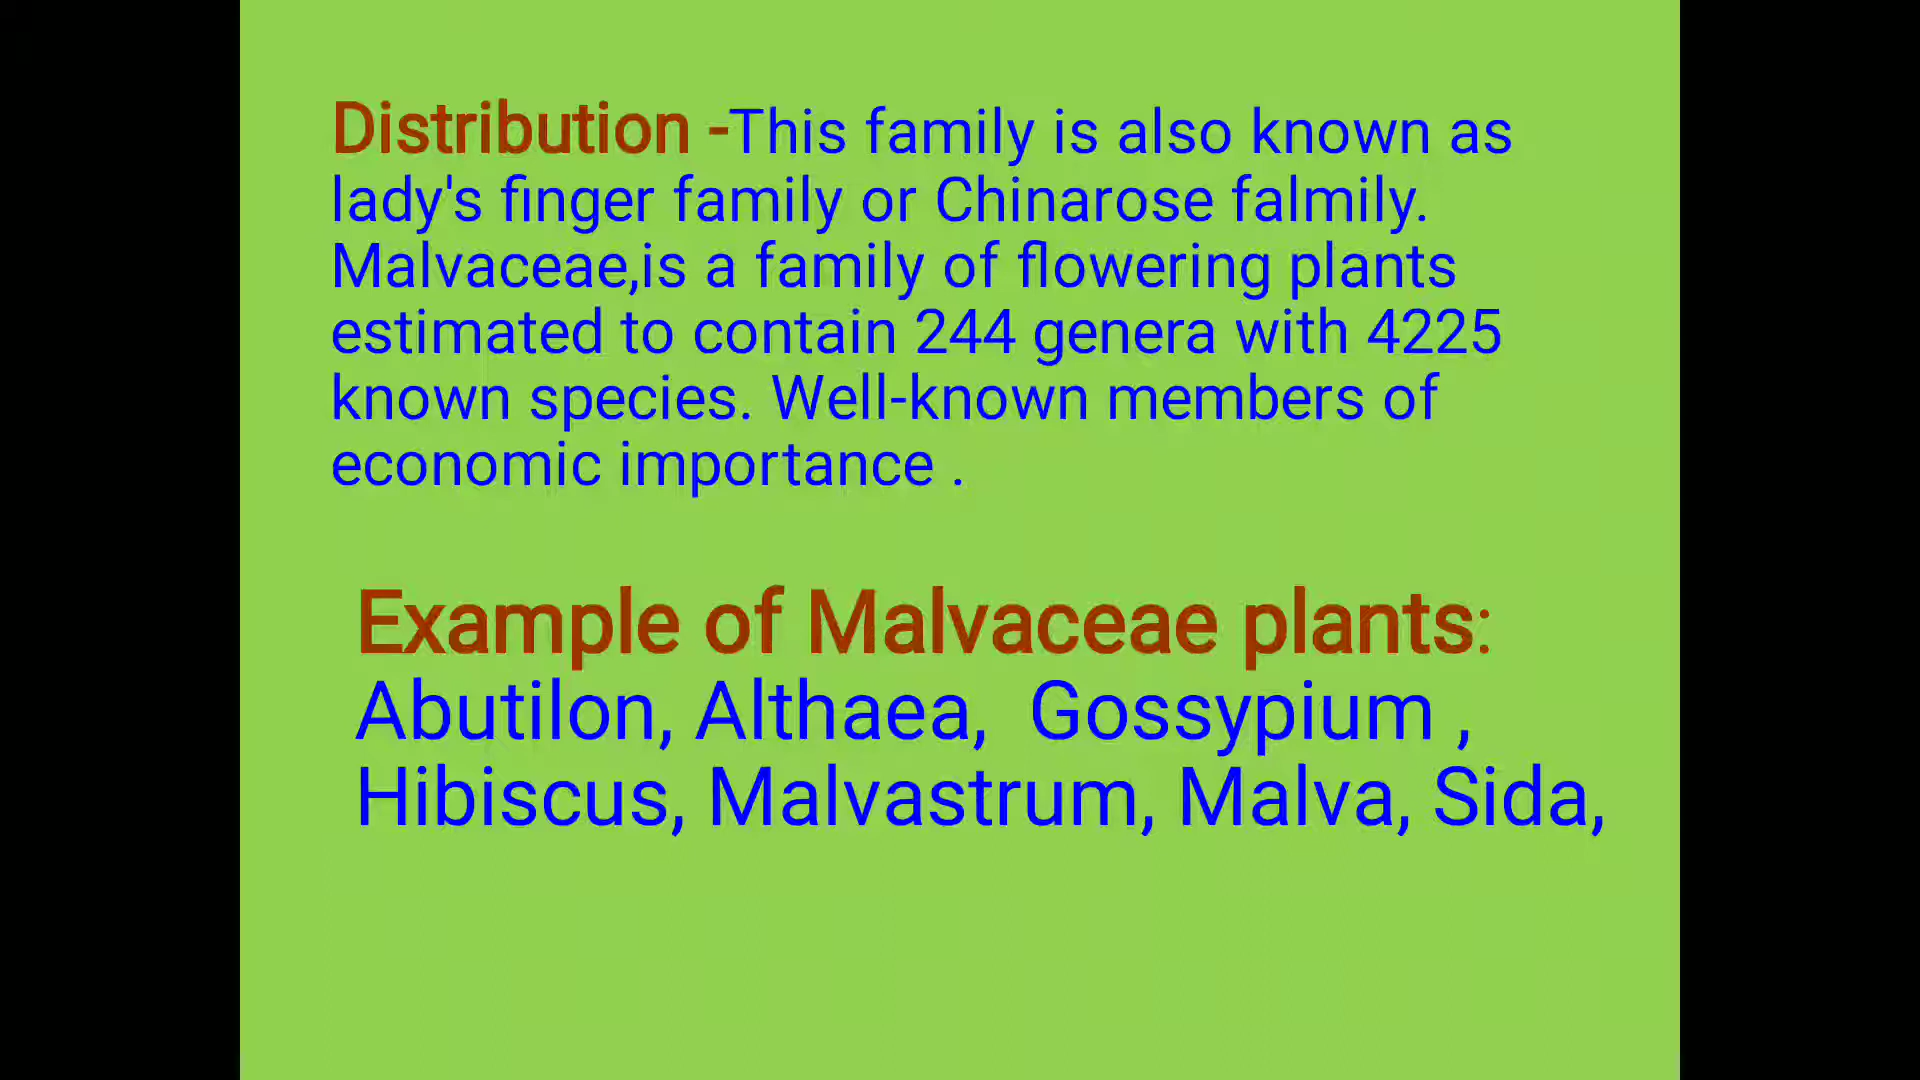 Distribution -This family is also known as
lady's finger family or Chinarose falmily.
Malvaceae,is a family of flowering plants
estimated to contain 244 genera with 4225
known species. Well-known members of
economic importance .
Example of Malvaceae plants:
Abutilon, Althaea,  Gossypium ,
Hibiscus, Malvastrum, Malva, Sida,